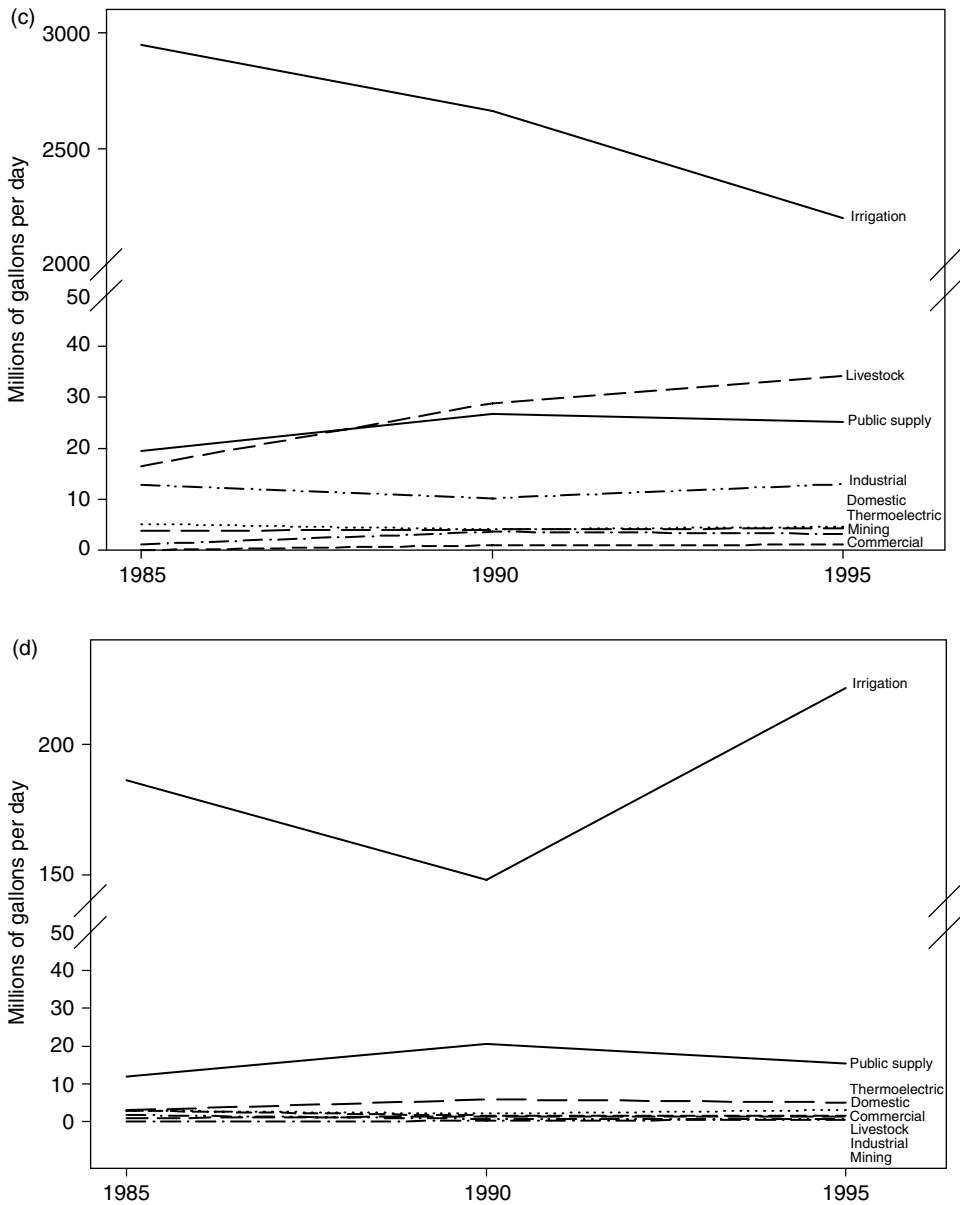 (c)
Millions of gallons per day
3000
2500
2000
50
40
30
20
10
0
Irrigation
Livestock
Public supply
Industrial
Domestic
Thermoelectric
Mining
Commercial
1985 1990 1995
(d)
Millions of gallons per day
200
150
50
40
30
20
10
0
Irrigation
Public supply
Thermoelectric
Domestic
Commercial
Livestock
Industrial
Mining
1985 1990 1995